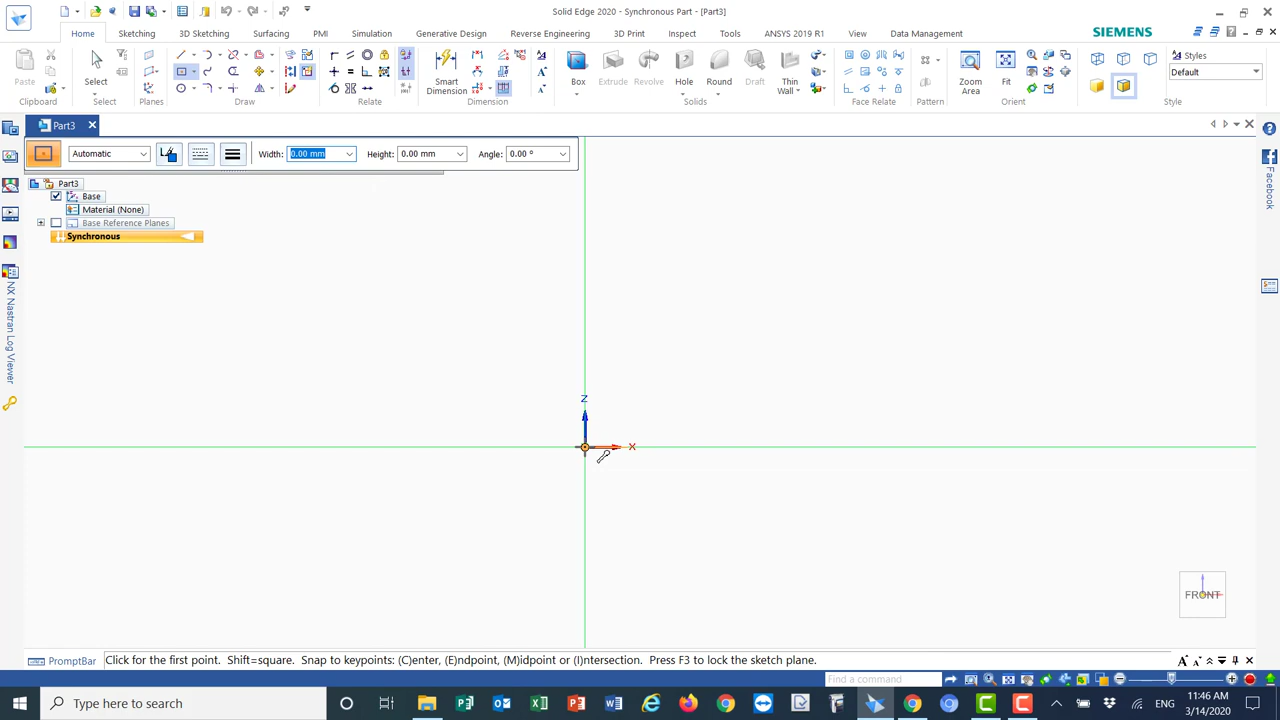 Solid Edge 2020 - Synchronous Part - [Part3]
Home Sketching 3D Sketching Surfacing PMI Simulation Generative Design Reverse Engineering 3D Print Inspect Tools ANSYS 2019 R1 View Data Management SIEMENS
Paste Select Smart Dimension Box Extrude Revolve Hole Round Draft Thin Wall Zoom Area Fit Styles Default
Clipboard Select Planes Draw Relate Dimension Solids Face Relate Pattern Orient Style
Part3
Automatic Width: 0.00 mm Height: 0.00 mm Angle: 0.00 °
Part3
Base
Material (None)
Base Reference Planes
Synchronous
Facebook
NX Nastran Log Viewer
Z
X
FRONT
PromptBar Click for the first point. Shift=square. Snap to keypoints: (C)enter, (E)ndpoint, (M)idpoint or (I)ntersection. Press F3 to lock the sketch plane.
Find a command
Type here to search
ENG
11:46 AM
3/14/2020